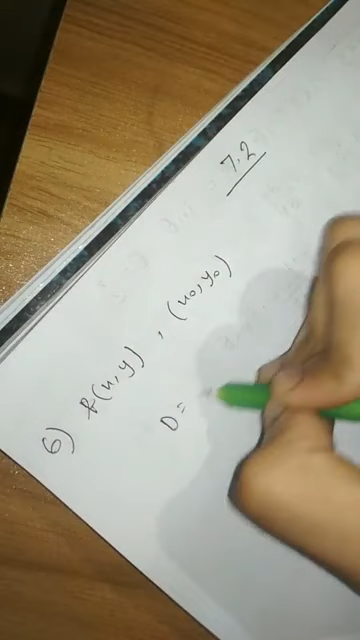 7.2
6) f(x,y) , (x₀,y₀)
D =